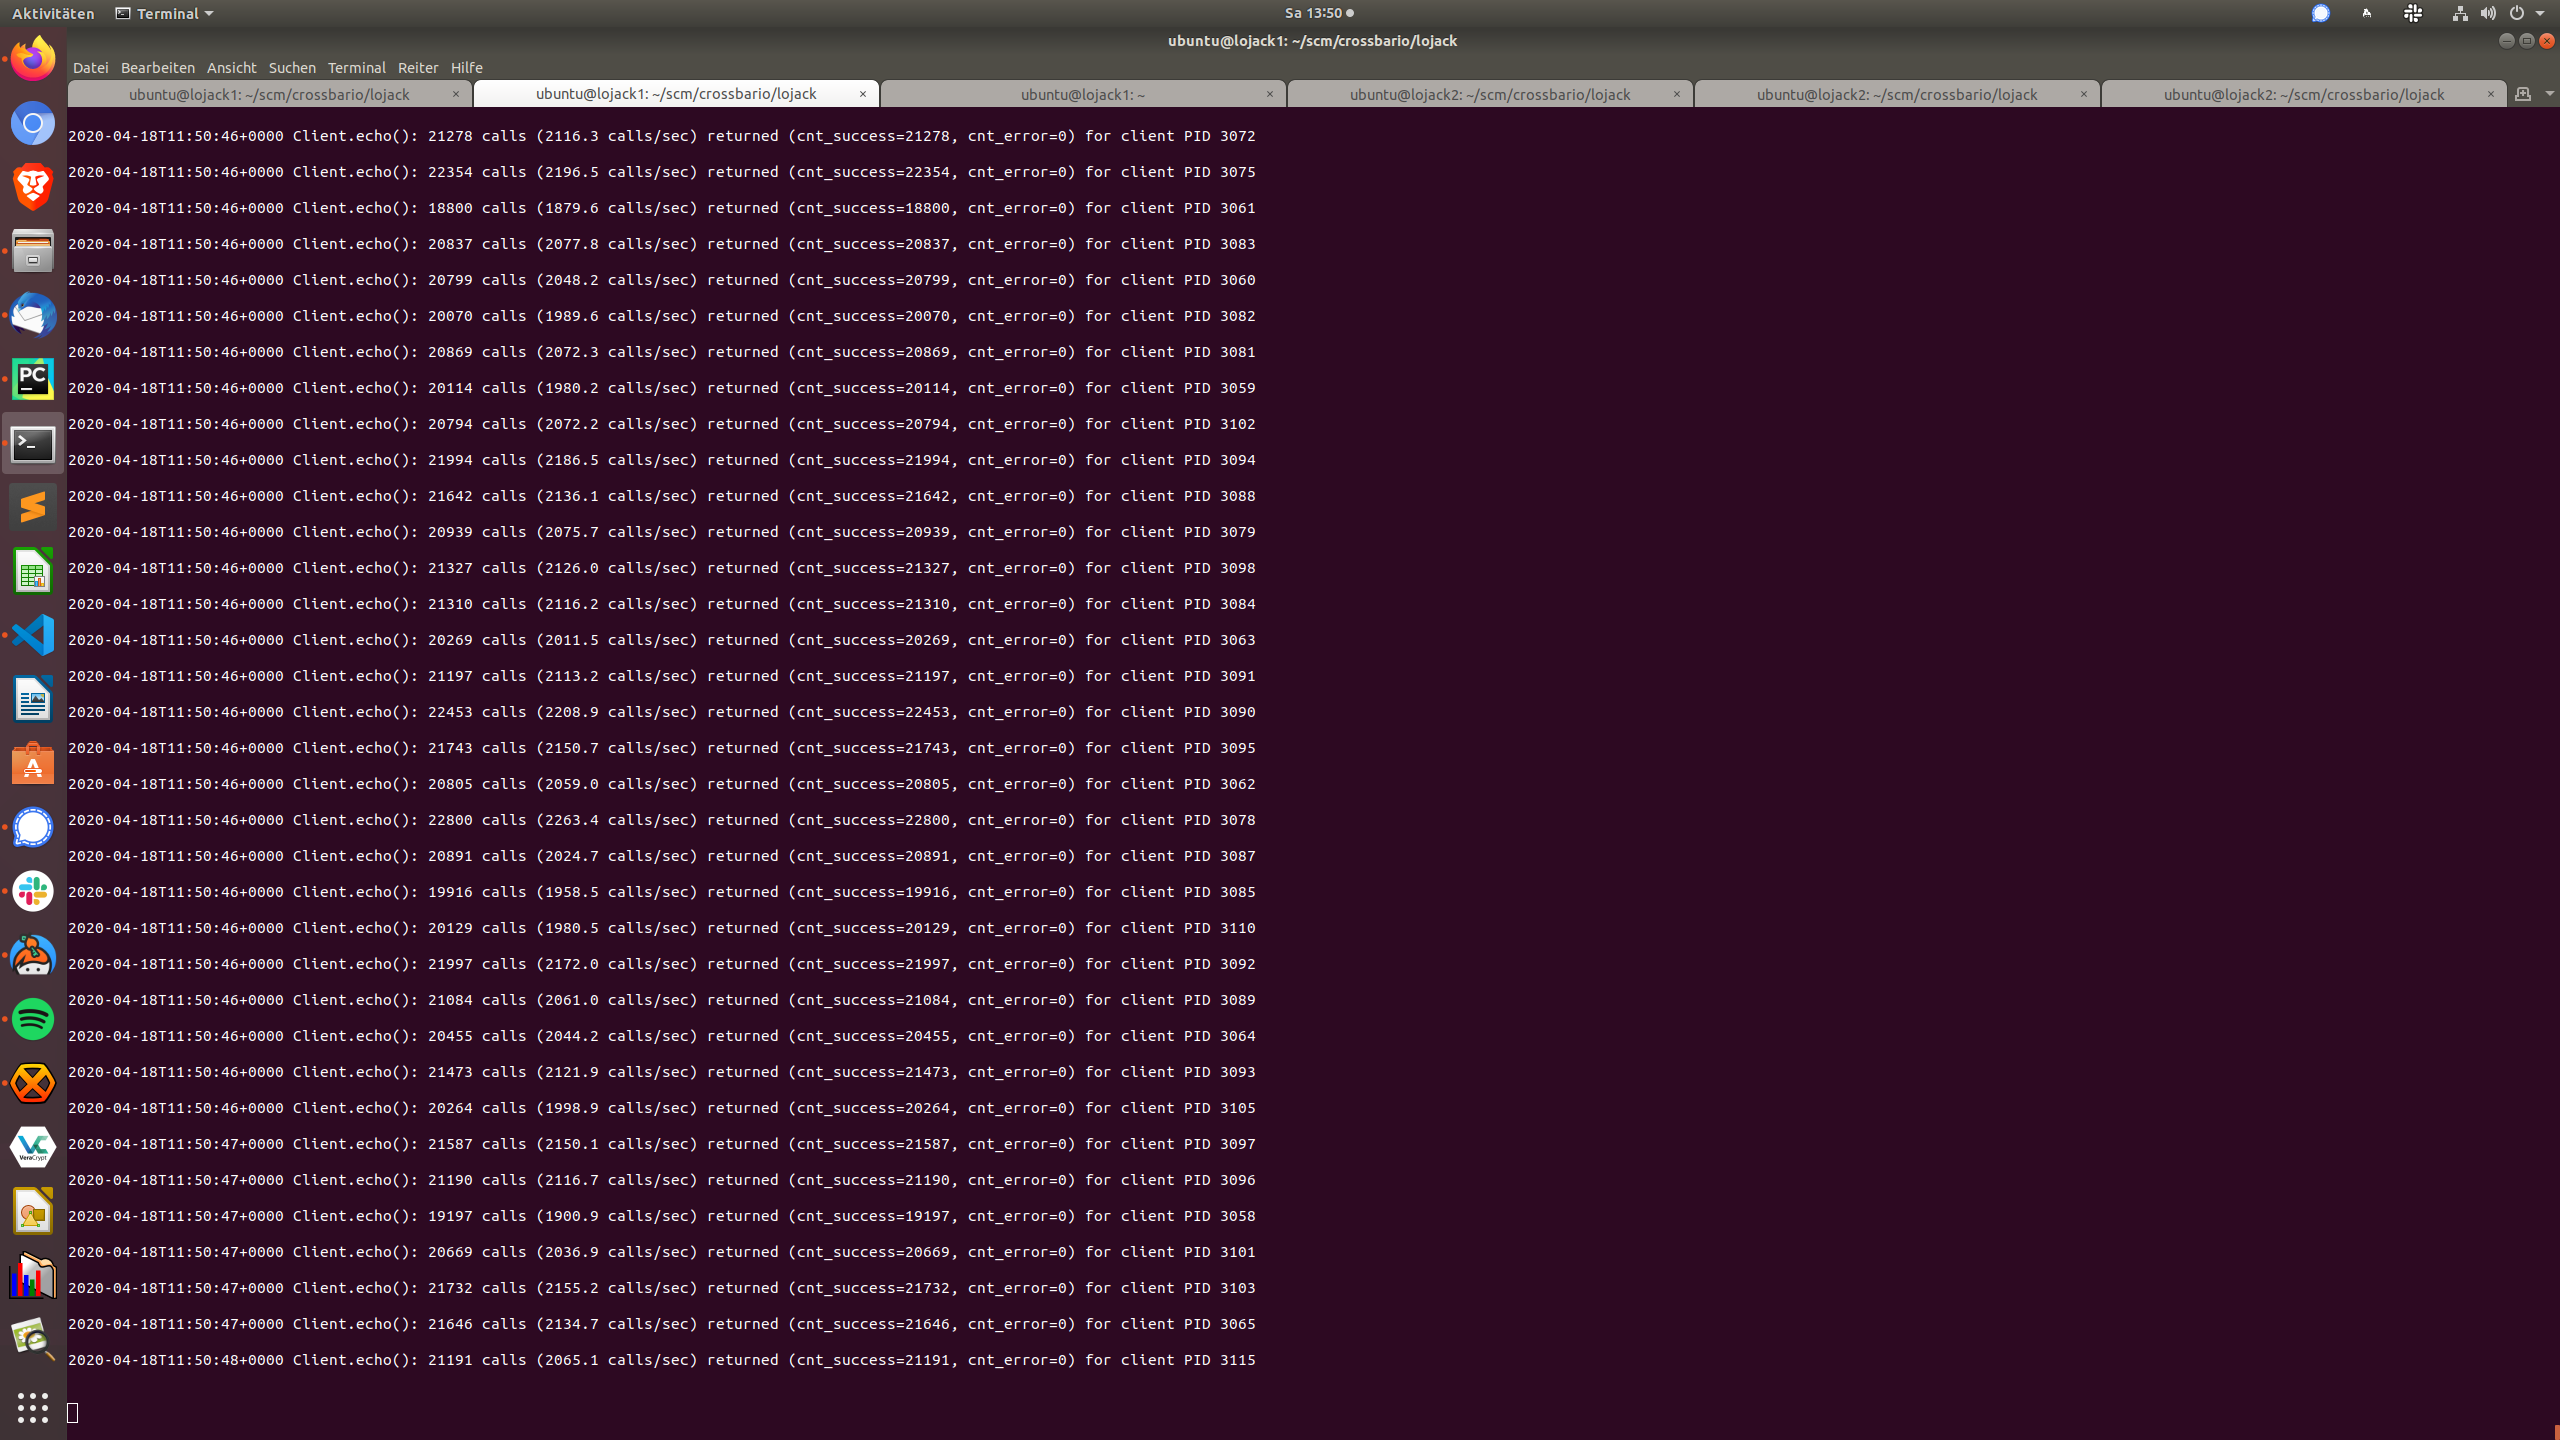 Aktivitäten Terminal Sa 13:50
ubuntu@lojack1: ~/scm/crossbario/lojack
Datei Bearbeiten Ansicht Suchen Terminal Reiter Hilfe
ubuntu@lojack1: ~/scm/crossbario/lojack × ubuntu@lojack1: ~/scm/crossbario/lojack × ubuntu@lojack1: ~ × ubuntu@lojack2: ~/scm/crossbario/lojack × ubuntu@lojack2: ~/scm/crossbario/lojack × ubuntu@lojack2: ~/scm/crossbario/lojack ×
2020-04-18T11:50:46+0000 Client.echo(): 21278 calls (2116.3 calls/sec) returned (cnt_success=21278, cnt_error=0) for client PID 3072
2020-04-18T11:50:46+0000 Client.echo(): 22354 calls (2196.5 calls/sec) returned (cnt_success=22354, cnt_error=0) for client PID 3075
2020-04-18T11:50:46+0000 Client.echo(): 18800 calls (1879.6 calls/sec) returned (cnt_success=18800, cnt_error=0) for client PID 3061
2020-04-18T11:50:46+0000 Client.echo(): 20837 calls (2077.8 calls/sec) returned (cnt_success=20837, cnt_error=0) for client PID 3083
2020-04-18T11:50:46+0000 Client.echo(): 20799 calls (2048.2 calls/sec) returned (cnt_success=20799, cnt_error=0) for client PID 3060
2020-04-18T11:50:46+0000 Client.echo(): 20070 calls (1989.6 calls/sec) returned (cnt_success=20070, cnt_error=0) for client PID 3082
2020-04-18T11:50:46+0000 Client.echo(): 20869 calls (2072.3 calls/sec) returned (cnt_success=20869, cnt_error=0) for client PID 3081
2020-04-18T11:50:46+0000 Client.echo(): 20114 calls (1980.2 calls/sec) returned (cnt_success=20114, cnt_error=0) for client PID 3059
2020-04-18T11:50:46+0000 Client.echo(): 20794 calls (2072.2 calls/sec) returned (cnt_success=20794, cnt_error=0) for client PID 3102
2020-04-18T11:50:46+0000 Client.echo(): 21994 calls (2186.5 calls/sec) returned (cnt_success=21994, cnt_error=0) for client PID 3094
2020-04-18T11:50:46+0000 Client.echo(): 21642 calls (2136.1 calls/sec) returned (cnt_success=21642, cnt_error=0) for client PID 3088
2020-04-18T11:50:46+0000 Client.echo(): 20939 calls (2075.7 calls/sec) returned (cnt_success=20939, cnt_error=0) for client PID 3079
2020-04-18T11:50:46+0000 Client.echo(): 21327 calls (2126.0 calls/sec) returned (cnt_success=21327, cnt_error=0) for client PID 3098
2020-04-18T11:50:46+0000 Client.echo(): 21310 calls (2116.2 calls/sec) returned (cnt_success=21310, cnt_error=0) for client PID 3084
2020-04-18T11:50:46+0000 Client.echo(): 20269 calls (2011.5 calls/sec) returned (cnt_success=20269, cnt_error=0) for client PID 3063
2020-04-18T11:50:46+0000 Client.echo(): 21197 calls (2113.2 calls/sec) returned (cnt_success=21197, cnt_error=0) for client PID 3091
2020-04-18T11:50:46+0000 Client.echo(): 22453 calls (2208.9 calls/sec) returned (cnt_success=22453, cnt_error=0) for client PID 3090
2020-04-18T11:50:46+0000 Client.echo(): 21743 calls (2150.7 calls/sec) returned (cnt_success=21743, cnt_error=0) for client PID 3095
2020-04-18T11:50:46+0000 Client.echo(): 20805 calls (2059.0 calls/sec) returned (cnt_success=20805, cnt_error=0) for client PID 3062
2020-04-18T11:50:46+0000 Client.echo(): 22800 calls (2263.4 calls/sec) returned (cnt_success=22800, cnt_error=0) for client PID 3078
2020-04-18T11:50:46+0000 Client.echo(): 20891 calls (2024.7 calls/sec) returned (cnt_success=20891, cnt_error=0) for client PID 3087
2020-04-18T11:50:46+0000 Client.echo(): 19916 calls (1958.5 calls/sec) returned (cnt_success=19916, cnt_error=0) for client PID 3085
2020-04-18T11:50:46+0000 Client.echo(): 20129 calls (1980.5 calls/sec) returned (cnt_success=20129, cnt_error=0) for client PID 3110
2020-04-18T11:50:46+0000 Client.echo(): 21997 calls (2172.0 calls/sec) returned (cnt_success=21997, cnt_error=0) for client PID 3092
2020-04-18T11:50:46+0000 Client.echo(): 21084 calls (2061.0 calls/sec) returned (cnt_success=21084, cnt_error=0) for client PID 3089
2020-04-18T11:50:46+0000 Client.echo(): 20455 calls (2044.2 calls/sec) returned (cnt_success=20455, cnt_error=0) for client PID 3064
2020-04-18T11:50:46+0000 Client.echo(): 21473 calls (2121.9 calls/sec) returned (cnt_success=21473, cnt_error=0) for client PID 3093
2020-04-18T11:50:46+0000 Client.echo(): 20264 calls (1998.9 calls/sec) returned (cnt_success=20264, cnt_error=0) for client PID 3105
2020-04-18T11:50:47+0000 Client.echo(): 21587 calls (2150.1 calls/sec) returned (cnt_success=21587, cnt_error=0) for client PID 3097
2020-04-18T11:50:47+0000 Client.echo(): 21190 calls (2116.7 calls/sec) returned (cnt_success=21190, cnt_error=0) for client PID 3096
2020-04-18T11:50:47+0000 Client.echo(): 19197 calls (1900.9 calls/sec) returned (cnt_success=19197, cnt_error=0) for client PID 3058
2020-04-18T11:50:47+0000 Client.echo(): 20669 calls (2036.9 calls/sec) returned (cnt_success=20669, cnt_error=0) for client PID 3101
2020-04-18T11:50:47+0000 Client.echo(): 21732 calls (2155.2 calls/sec) returned (cnt_success=21732, cnt_error=0) for client PID 3103
2020-04-18T11:50:47+0000 Client.echo(): 21646 calls (2134.7 calls/sec) returned (cnt_success=21646, cnt_error=0) for client PID 3065
2020-04-18T11:50:48+0000 Client.echo(): 21191 calls (2065.1 calls/sec) returned (cnt_success=21191, cnt_error=0) for client PID 3115
PC
VC
VeraCrypt